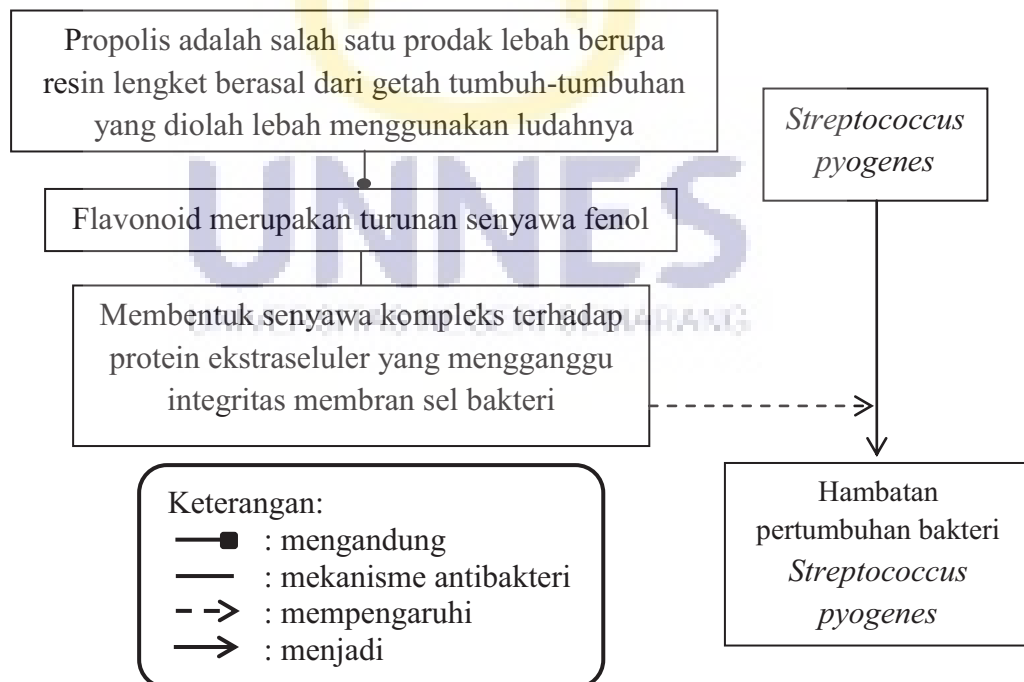 Propolis adalah salah satu prodak lebah berupa
resin lengket berasal dari getah tumbuh-tumbuhan
yang diolah lebah menggunakan ludahnya
Streptococcus
pyogenes
UNNES
Flavonoid merupakan turunan senyawa fenol
Membentuk senyawa kompleks terhadap
protein ekstraseluler yang mengganggu
integritas membran sel bakteri
Hambatan
pertumbuhan bakteri
Streptococcus
pyogenes
Keterangan:
: mengandung
: mekanisme antibakteri
: mempengaruhi
: menjadi